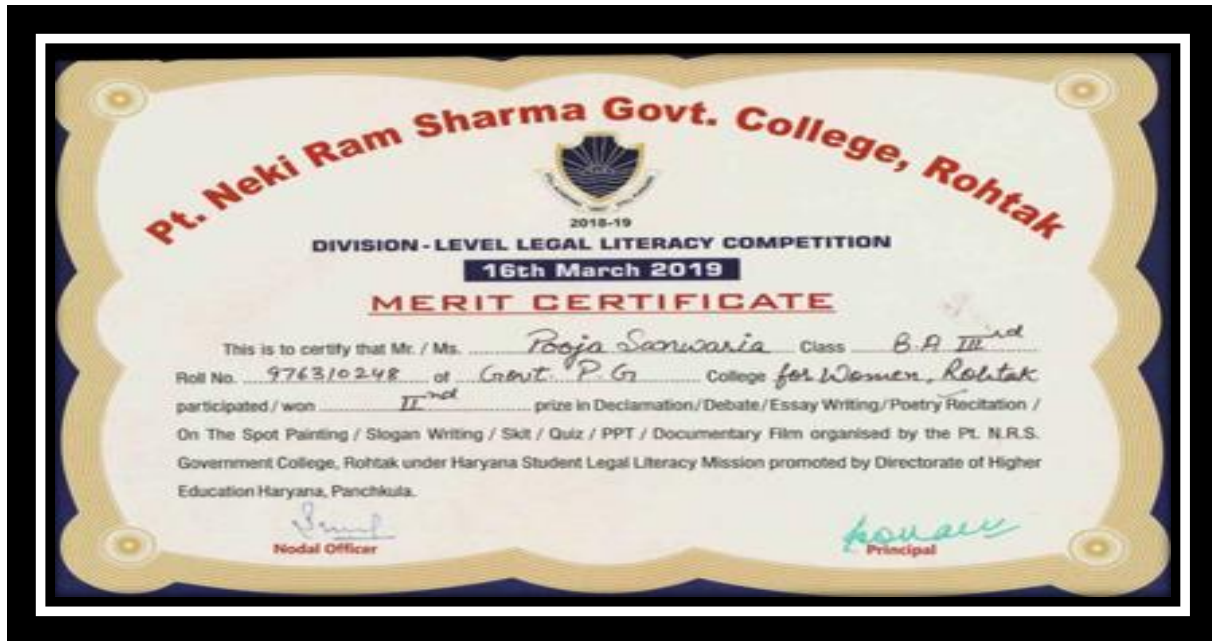 Pt. Neki Ram Sharma Govt. College, Rohtak
2018-19
DIVISION-LEVEL LEGAL LITERACY COMPETITION
16th March 2019
MERIT CERTIFICATE
This is to certify that Mr. / Ms. Pooja Sanwaria Class B.A IIIrd
Roll No. 976310248 of Govt. P.G College for Women, Rohtak
participated / won IInd prize in Declamation / Debate / Essay Writing / Poetry Recitation /
On The Spot Painting / Slogan Writing / Skit / Quiz / PPT / Documentary Film organised by the Pt. N.R.S.
Government College, Rohtak under Haryana Student Legal Literacy Mission promoted by Directorate of Higher
Education Haryana, Panchkula.
Nodal Officer
Principal